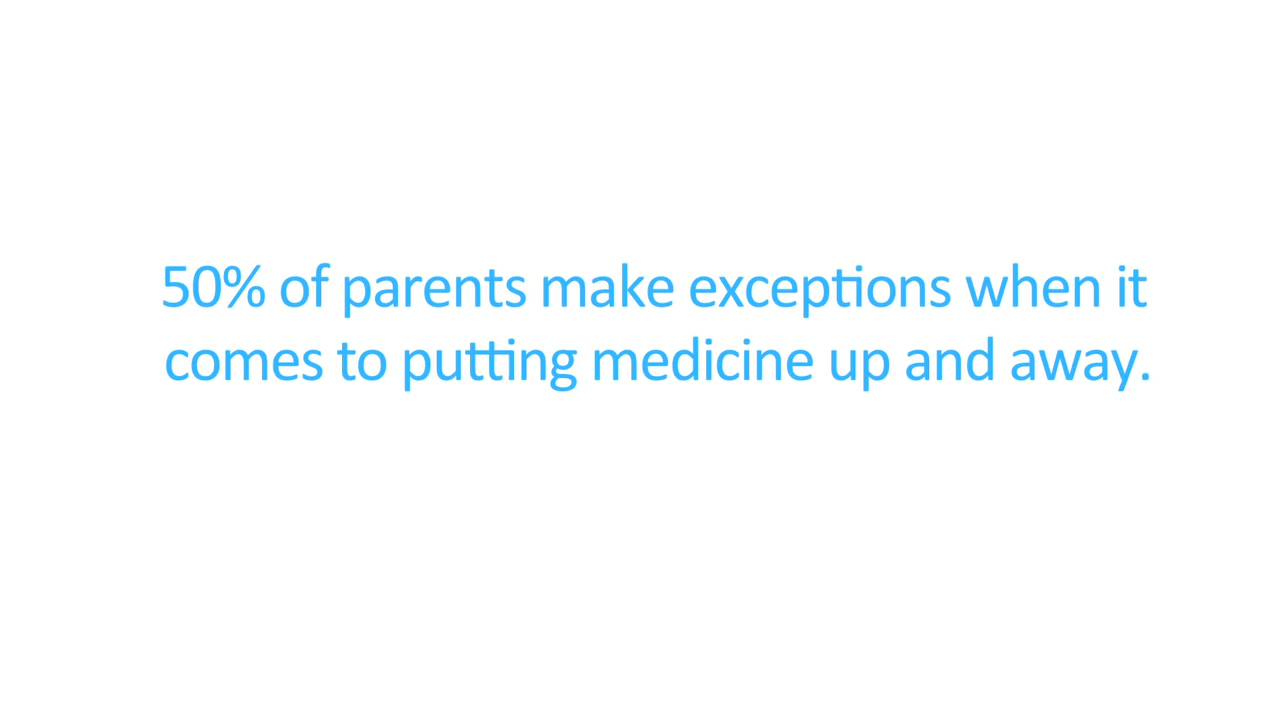 50% of parents make exceptions when it
comes to putting medicine up and away.